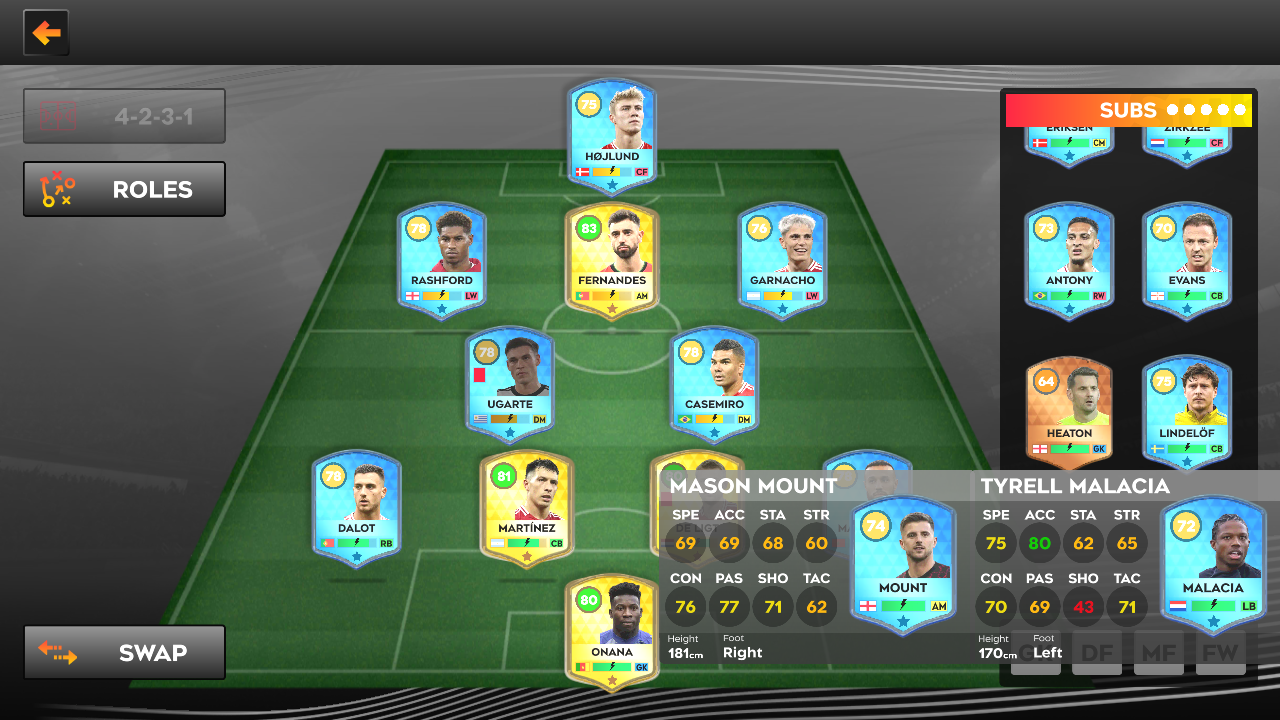 4-2-3-1
ROLES
SWAP
75
HØJLUND
CF
78
RASHFORD
LW
83
FERNANDES
AM
76
GARNACHO
LW
78
UGARTE
DM
78
CASEMIRO
DM
78
DALOT
RB
81
MARTÍNEZ
CB
DE LIGT
80
ONANA
GK
SUBS
ERIKSEN
CM
ZIRKZEE
CF
73
ANTONY
RW
70
EVANS
CB
64
HEATON
GK
75
LINDELÖF
CB
MASON MOUNT
SPE ACC STA STR
69 69 68 60
CON PAS SHO TAC
76 77 71 62
Height Foot
181cm Right
74
MOUNT
AM
TYRELL MALACIA
SPE ACC STA STR
75 80 62 65
CON PAS SHO TAC
70 69 43 71
Height Foot
170cm Left
72
MALACIA
LB
DF MF FW